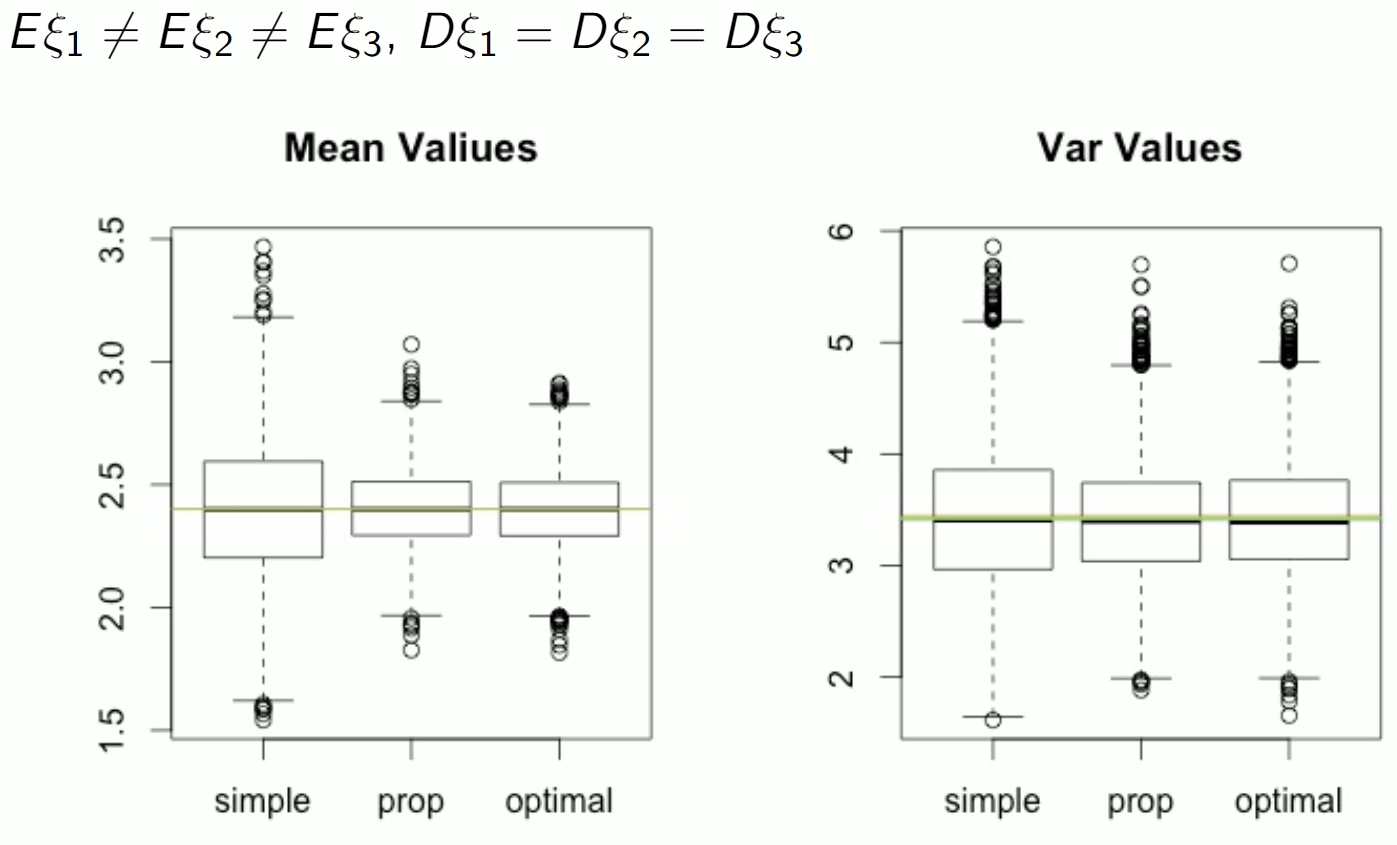 Eξ₁ ≠ Eξ₂ ≠ Eξ₃, Dξ₁ = Dξ₂ = Dξ₃
Mean Valiues
3.5
3.0
2.5
2.0
1.5
simple prop optimal
Var Values
6
5
4
3
2
simple prop optimal